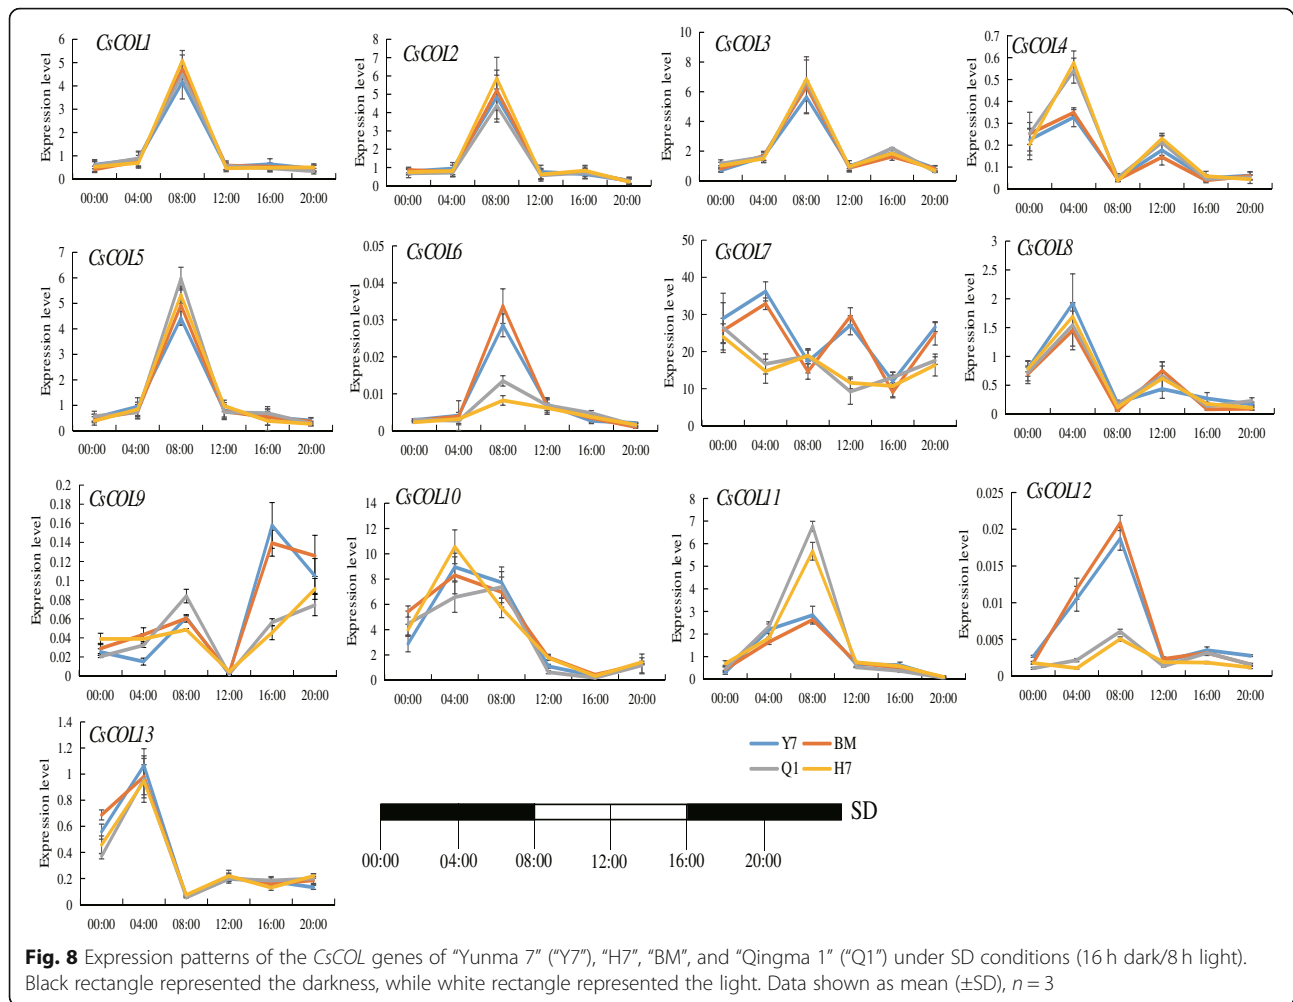 CsCOL1
Expression level
6
5
4
3
2
1
0
00:00 04:00 08:00 12:00 16:00 20:00
CsCOL2
Expression level
8
7
6
5
4
3
2
1
0
00:00 04:00 08:00 12:00 16:00 20:00
CsCOL3
Expression level
10
8
6
4
2
0
00:00 04:00 08:00 12:00 16:00 20:00
CsCOL4
Expression level
0.7
0.6
0.5
0.4
0.3
0.2
0.1
0
00:00 04:00 08:00 12:00 16:00 20:00
CsCOL5
Expression level
7
6
5
4
3
2
1
0
00:00 04:00 08:00 12:00 16:00 20:00
CsCOL6
Expression level
0.05
0.04
0.03
0.02
0.01
0
00:00 04:00 08:00 12:00 16:00 20:00
CsCOL7
Expression level
50
40
30
20
10
0
00:00 04:00 08:00 12:00 16:00 20:00
CsCOL8
Expression level
3
2.5
2
1.5
1
0.5
0
00:00 04:00 08:00 12:00 16:00 20:00
CsCOL9
Expression level
0.2
0.18
0.16
0.14
0.12
0.1
0.08
0.06
0.04
0.02
0
00:00 04:00 08:00 12:00 16:00 20:00
CsCOL10
Expression level
14
12
10
8
6
4
2
0
00:00 04:00 08:00 12:00 16:00 20:00
CsCOL11
Expression level
8
7
6
5
4
3
2
1
0
00:00 04:00 08:00 12:00 16:00 20:00
CsCOL12
Expression level
0.025
0.02
0.015
0.01
0.005
0
00:00 04:00 08:00 12:00 16:00 20:00
CsCOL13
Expression level
1.4
1.2
1
0.8
0.6
0.4
0.2
0
00:00 04:00 08:00 12:00 16:00 20:00
Y7 BM
Q1 H7
SD
00:00 04:00 08:00 12:00 16:00 20:00
Fig. 8 Expression patterns of the CsCOL genes of “Yunma 7” (“Y7”), “H7”, “BM”, and “Qingma 1” (“Q1”) under SD conditions (16 h dark/8 h light).
Black rectangle represented the darkness, while white rectangle represented the light. Data shown as mean (±SD), n = 3